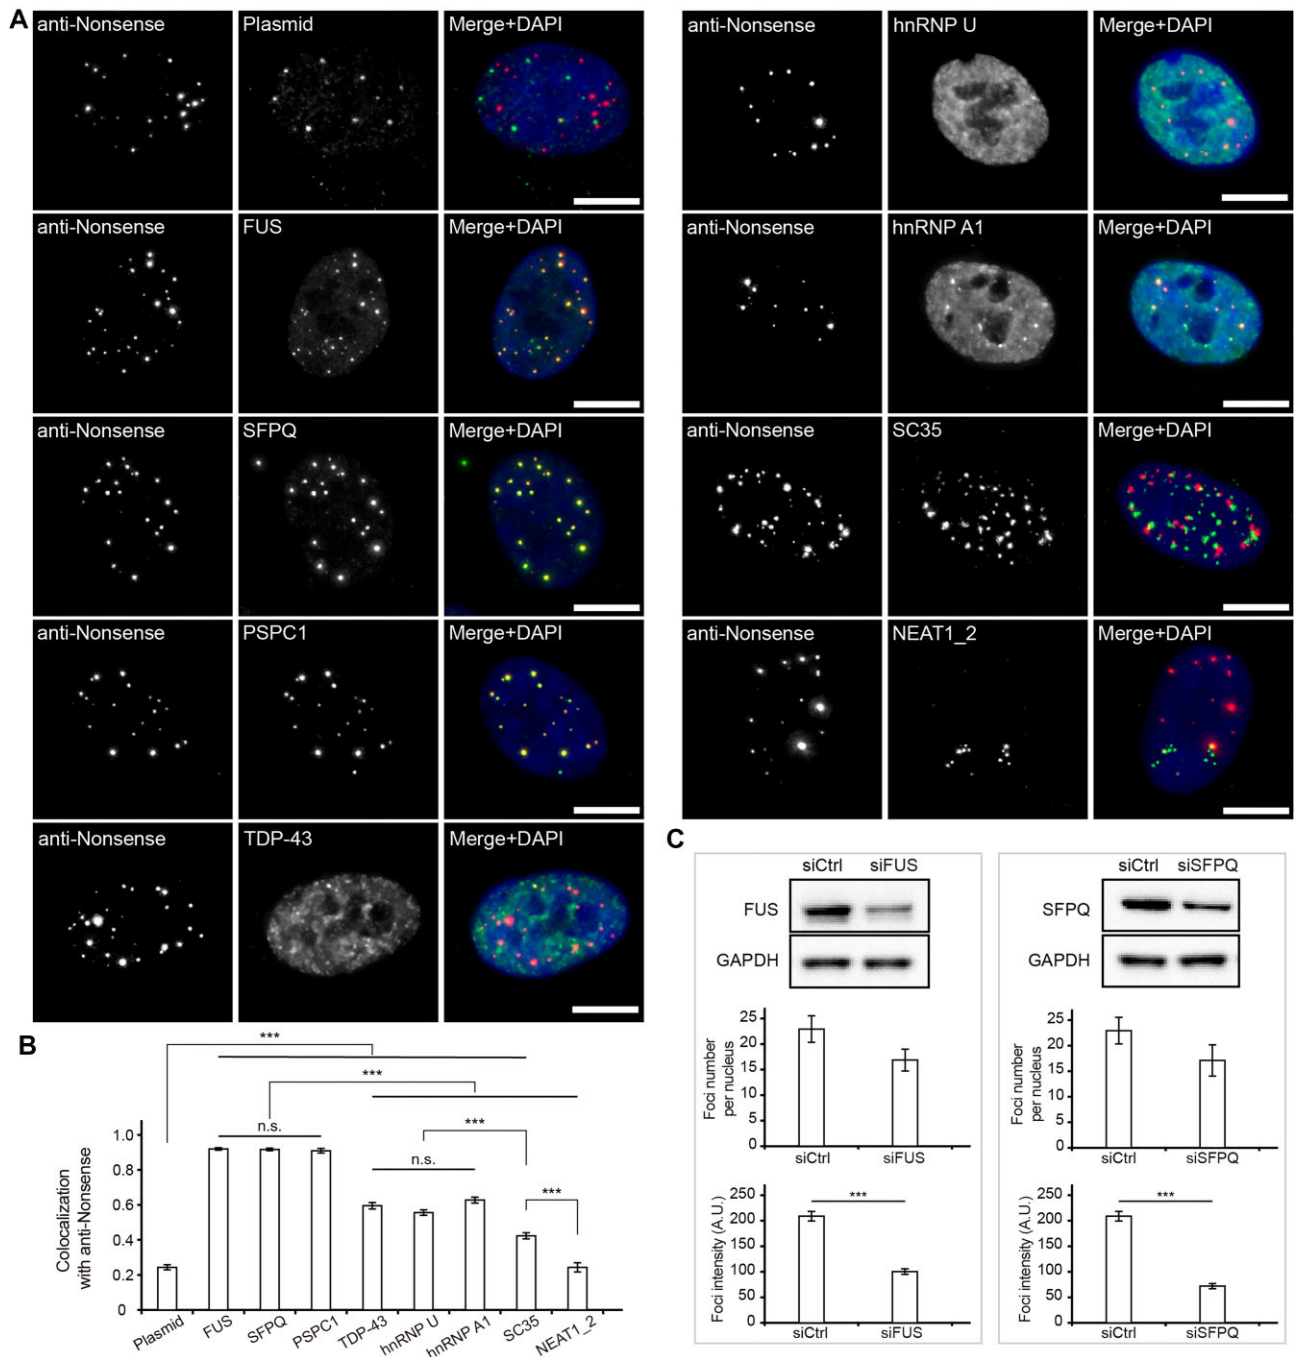 A
anti-Nonsense Plasmid Merge+DAPI
anti-Nonsense FUS Merge+DAPI
anti-Nonsense SFPQ Merge+DAPI
anti-Nonsense PSPC1 Merge+DAPI
anti-Nonsense TDP-43 Merge+DAPI
anti-Nonsense hnRNP U Merge+DAPI
anti-Nonsense hnRNP A1 Merge+DAPI
anti-Nonsense SC35 Merge+DAPI
anti-Nonsense NEAT1_2 Merge+DAPI
B
***
***
n.s.
***
n.s.
***
Colocalization
with anti-Nonsense
1.0
0.8
0.6
0.4
0.2
0
Plasmid FUS SFPQ PSPC1 TDP-43 hnRNP U hnRNP A1 SC35 NEAT1_2
C
siCtrl siFUS
FUS
GAPDH
Foci number
per nucleus
25
20
15
10
5
0
siCtrl siFUS
Foci intensity (A.U.)
250
200
150
100
50
0
***
siCtrl siFUS
siCtrl siSFPQ
SFPQ
GAPDH
Foci number
per nucleus
25
20
15
10
5
0
siCtrl siSFPQ
Foci intensity (A.U.)
250
200
150
100
50
0
***
siCtrl siSFPQ